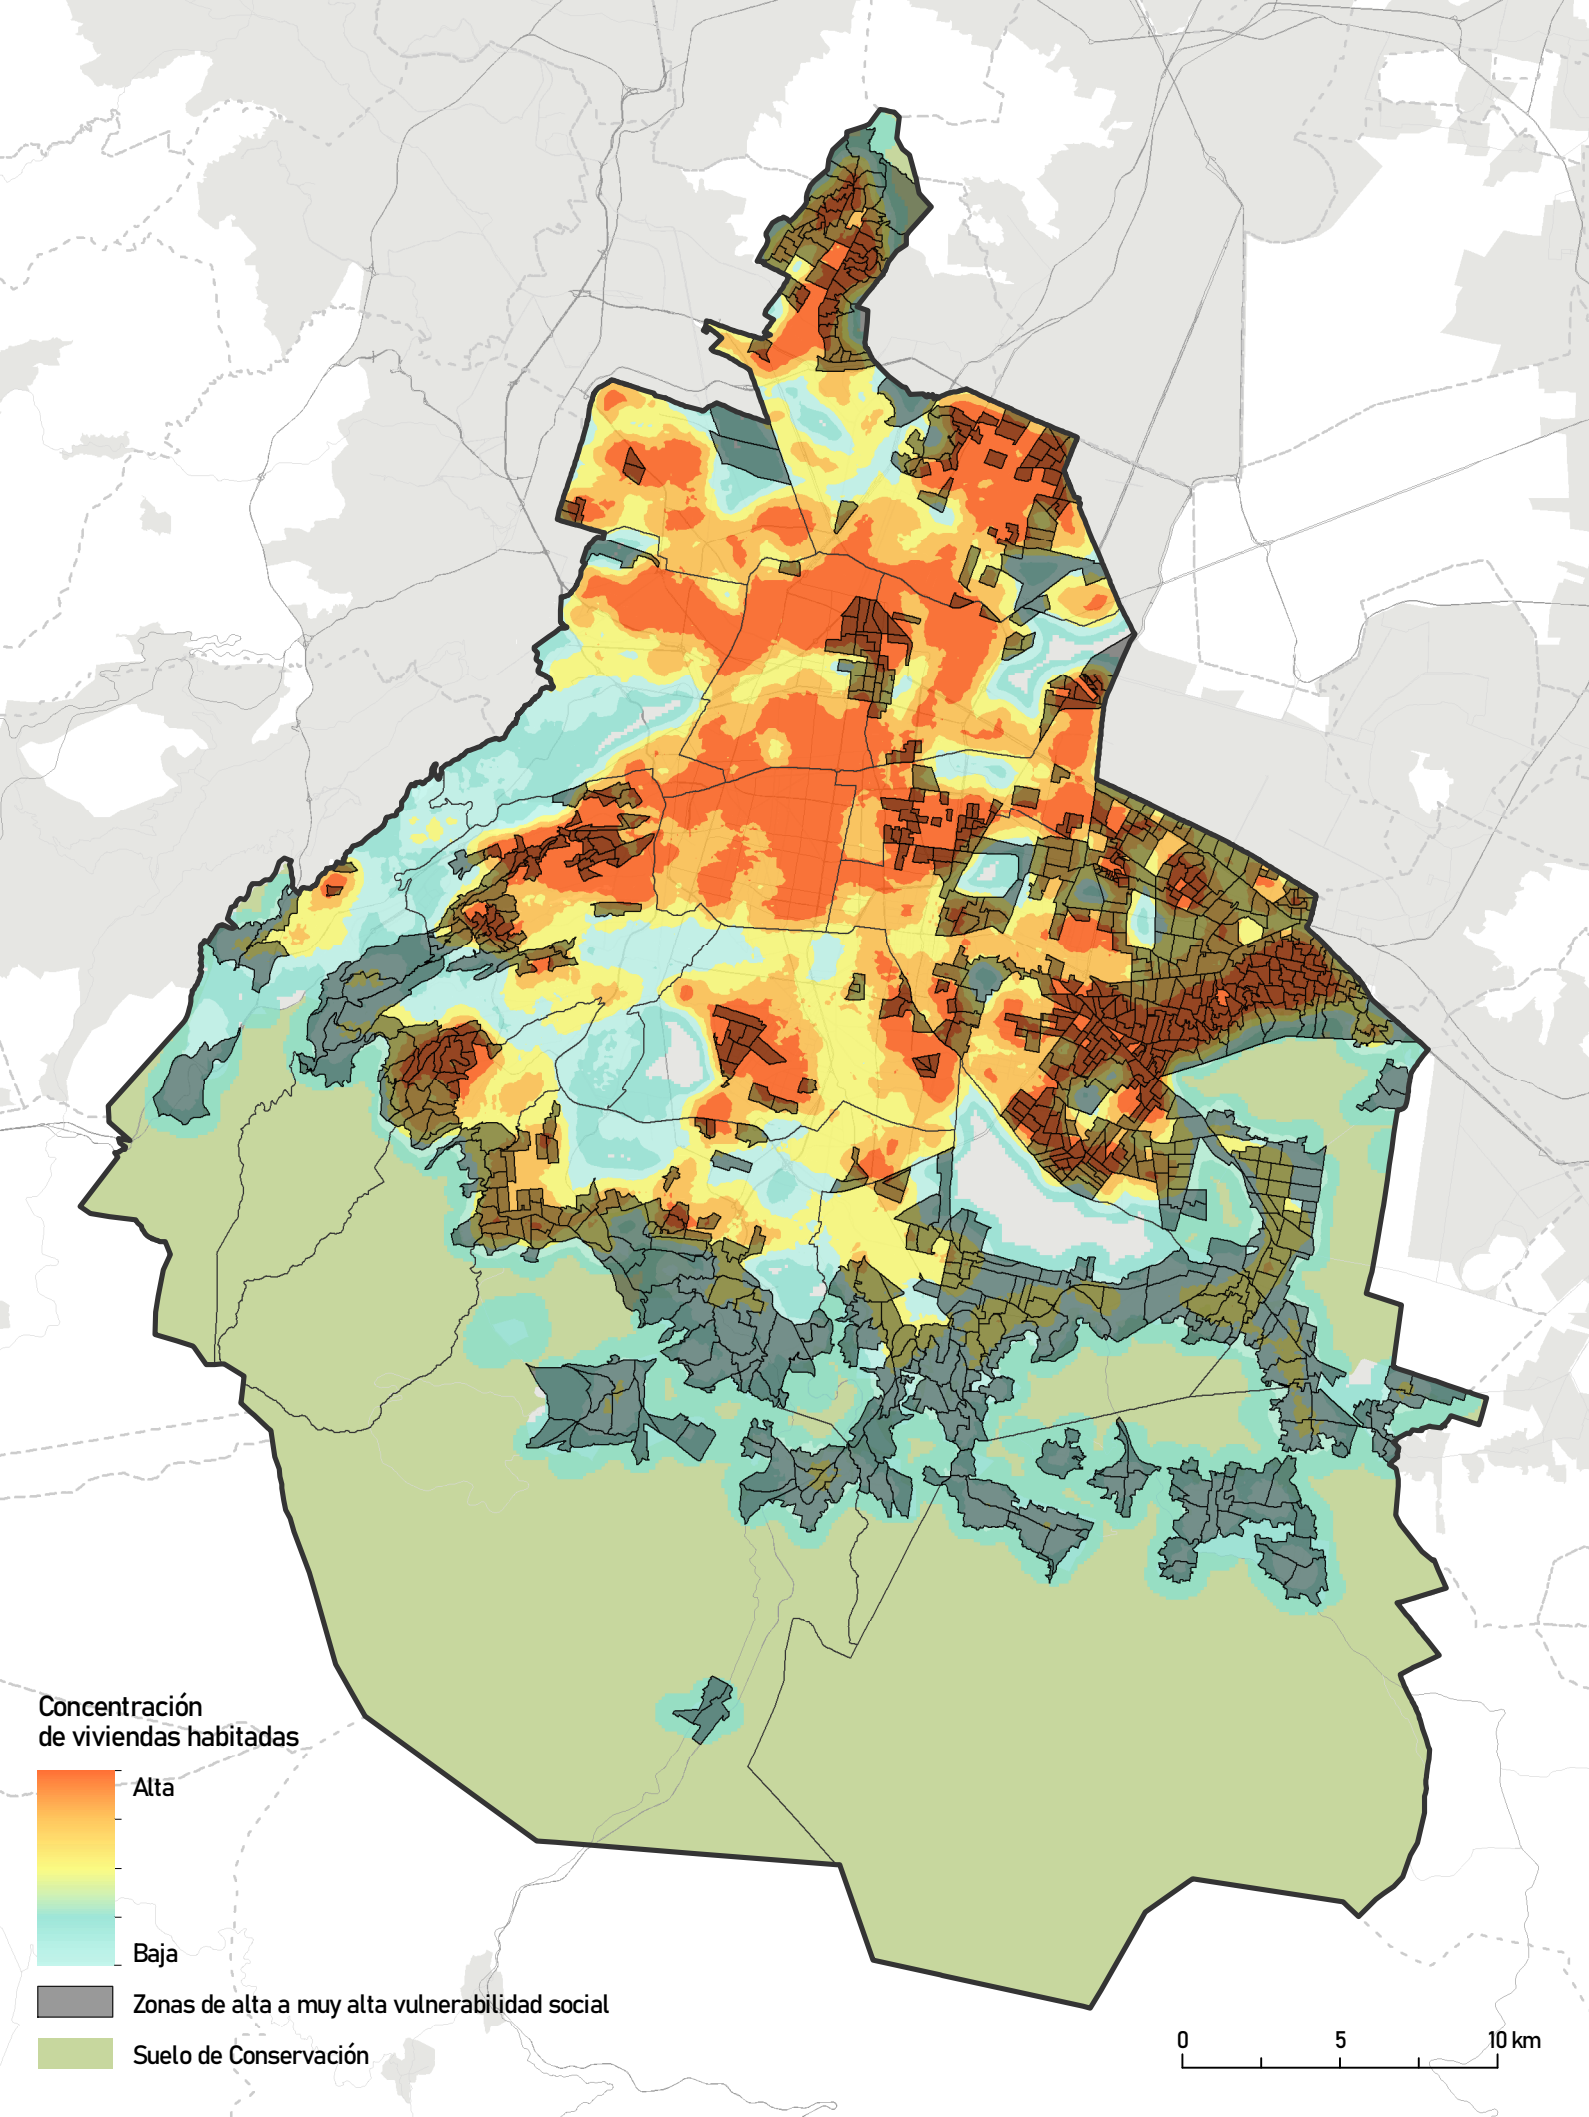 Concentración
de viviendas habitadas
Alta
Baja
Zonas de alta a muy alta vulnerabilidad social
Suelo de Conservación
0 5 10 km